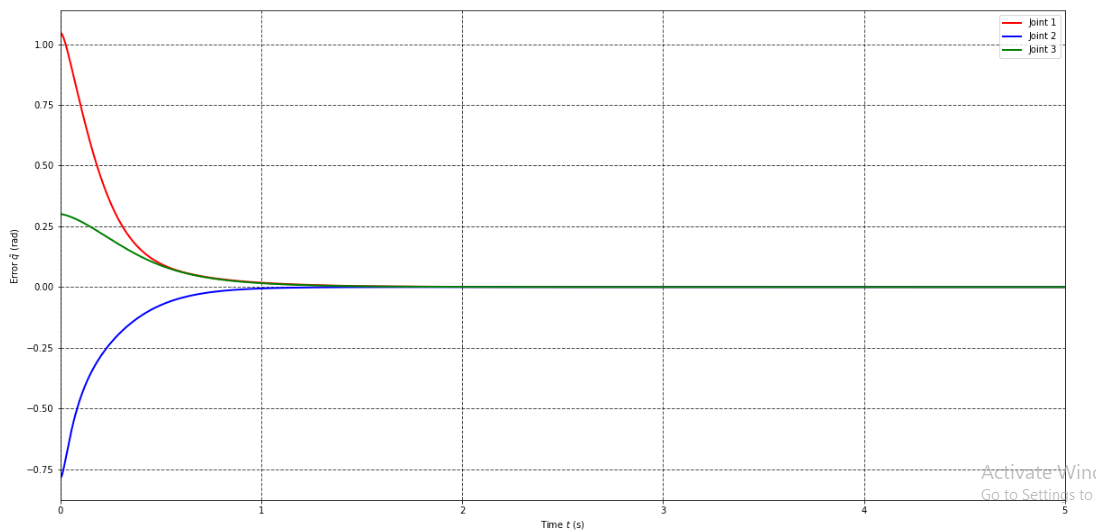 Joint 1
Joint 2
Joint 3
1.00
0.75
0.50
0.25
0.00
−0.25
−0.50
−0.75
Error q̃ (rad)
0 1 2 3 4 5
Time t (s)
Activate Wind
Go to Settings to